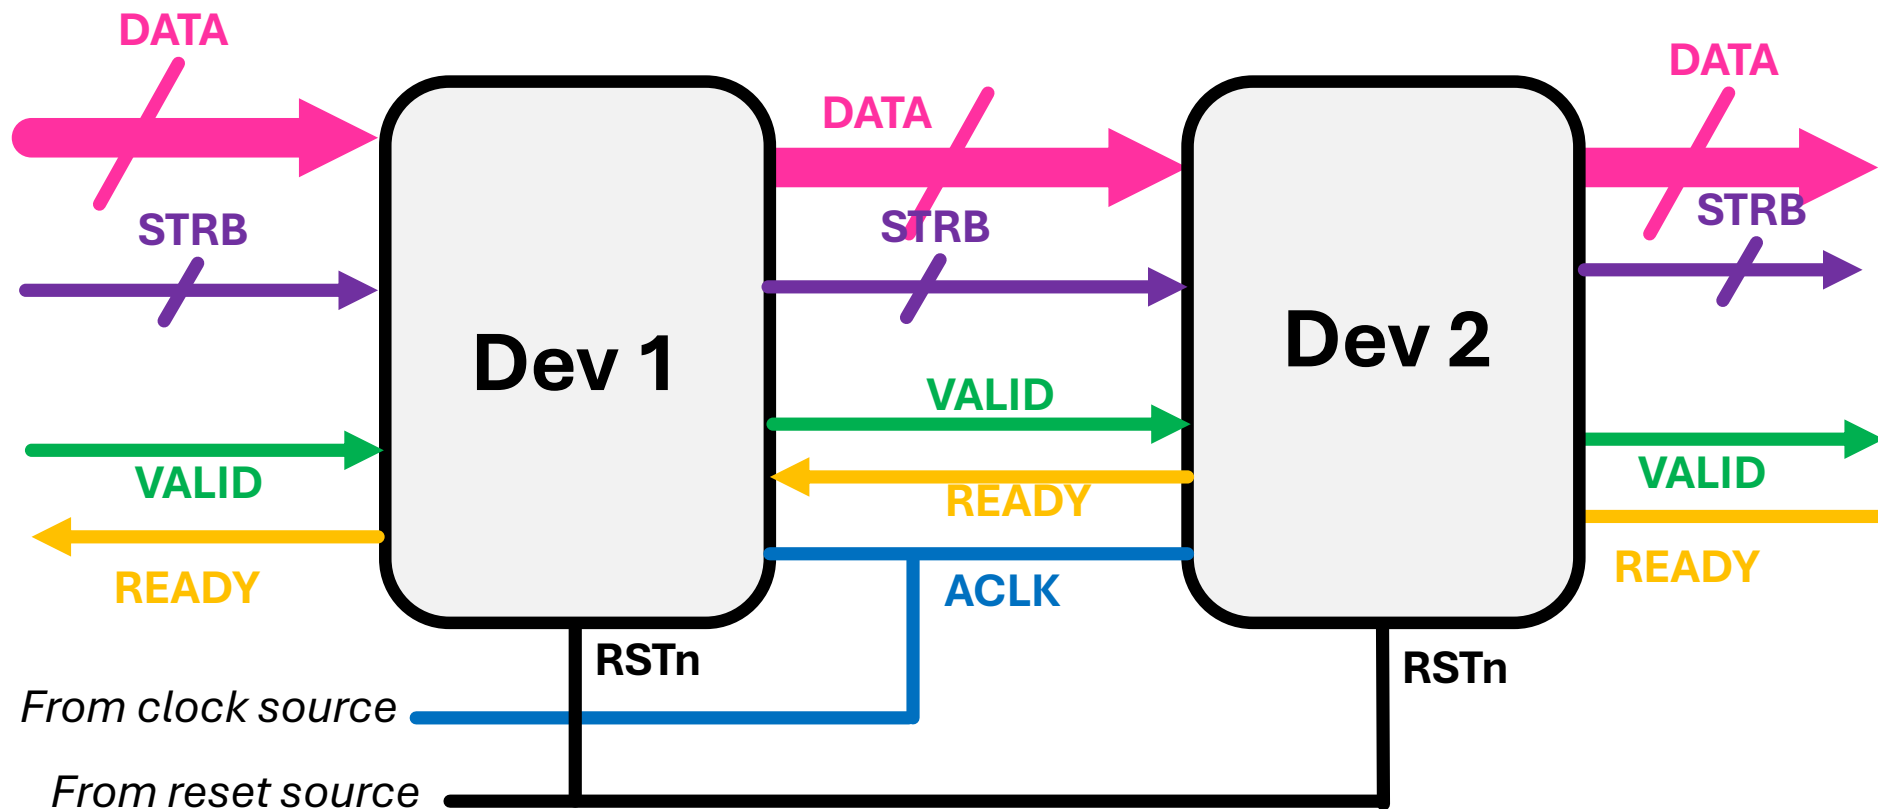 DATA
DATA
DATA
STRB
STRB
STRB
Dev 1
Dev 2
VALID
VALID
VALID
READY
READY
READY
ACLK
RSTn
RSTn
From clock source
From reset source